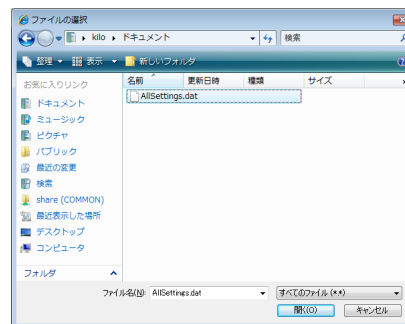 ファイルの選択
kilo ドキュメント 検索
整理 表示 新しいフォルダ
お気に入りリンク
ドキュメント
ミュージック
ピクチャ
パブリック
最近の変更
検索
share (COMMON)
最近表示した場所
デスクトップ
コンピュータ
フォルダ
名前 更新日時 種類 サイズ
AllSettings.dat
ファイル名(N): AllSettings.dat すべてのファイル (*.*)
開く(O) キャンセル